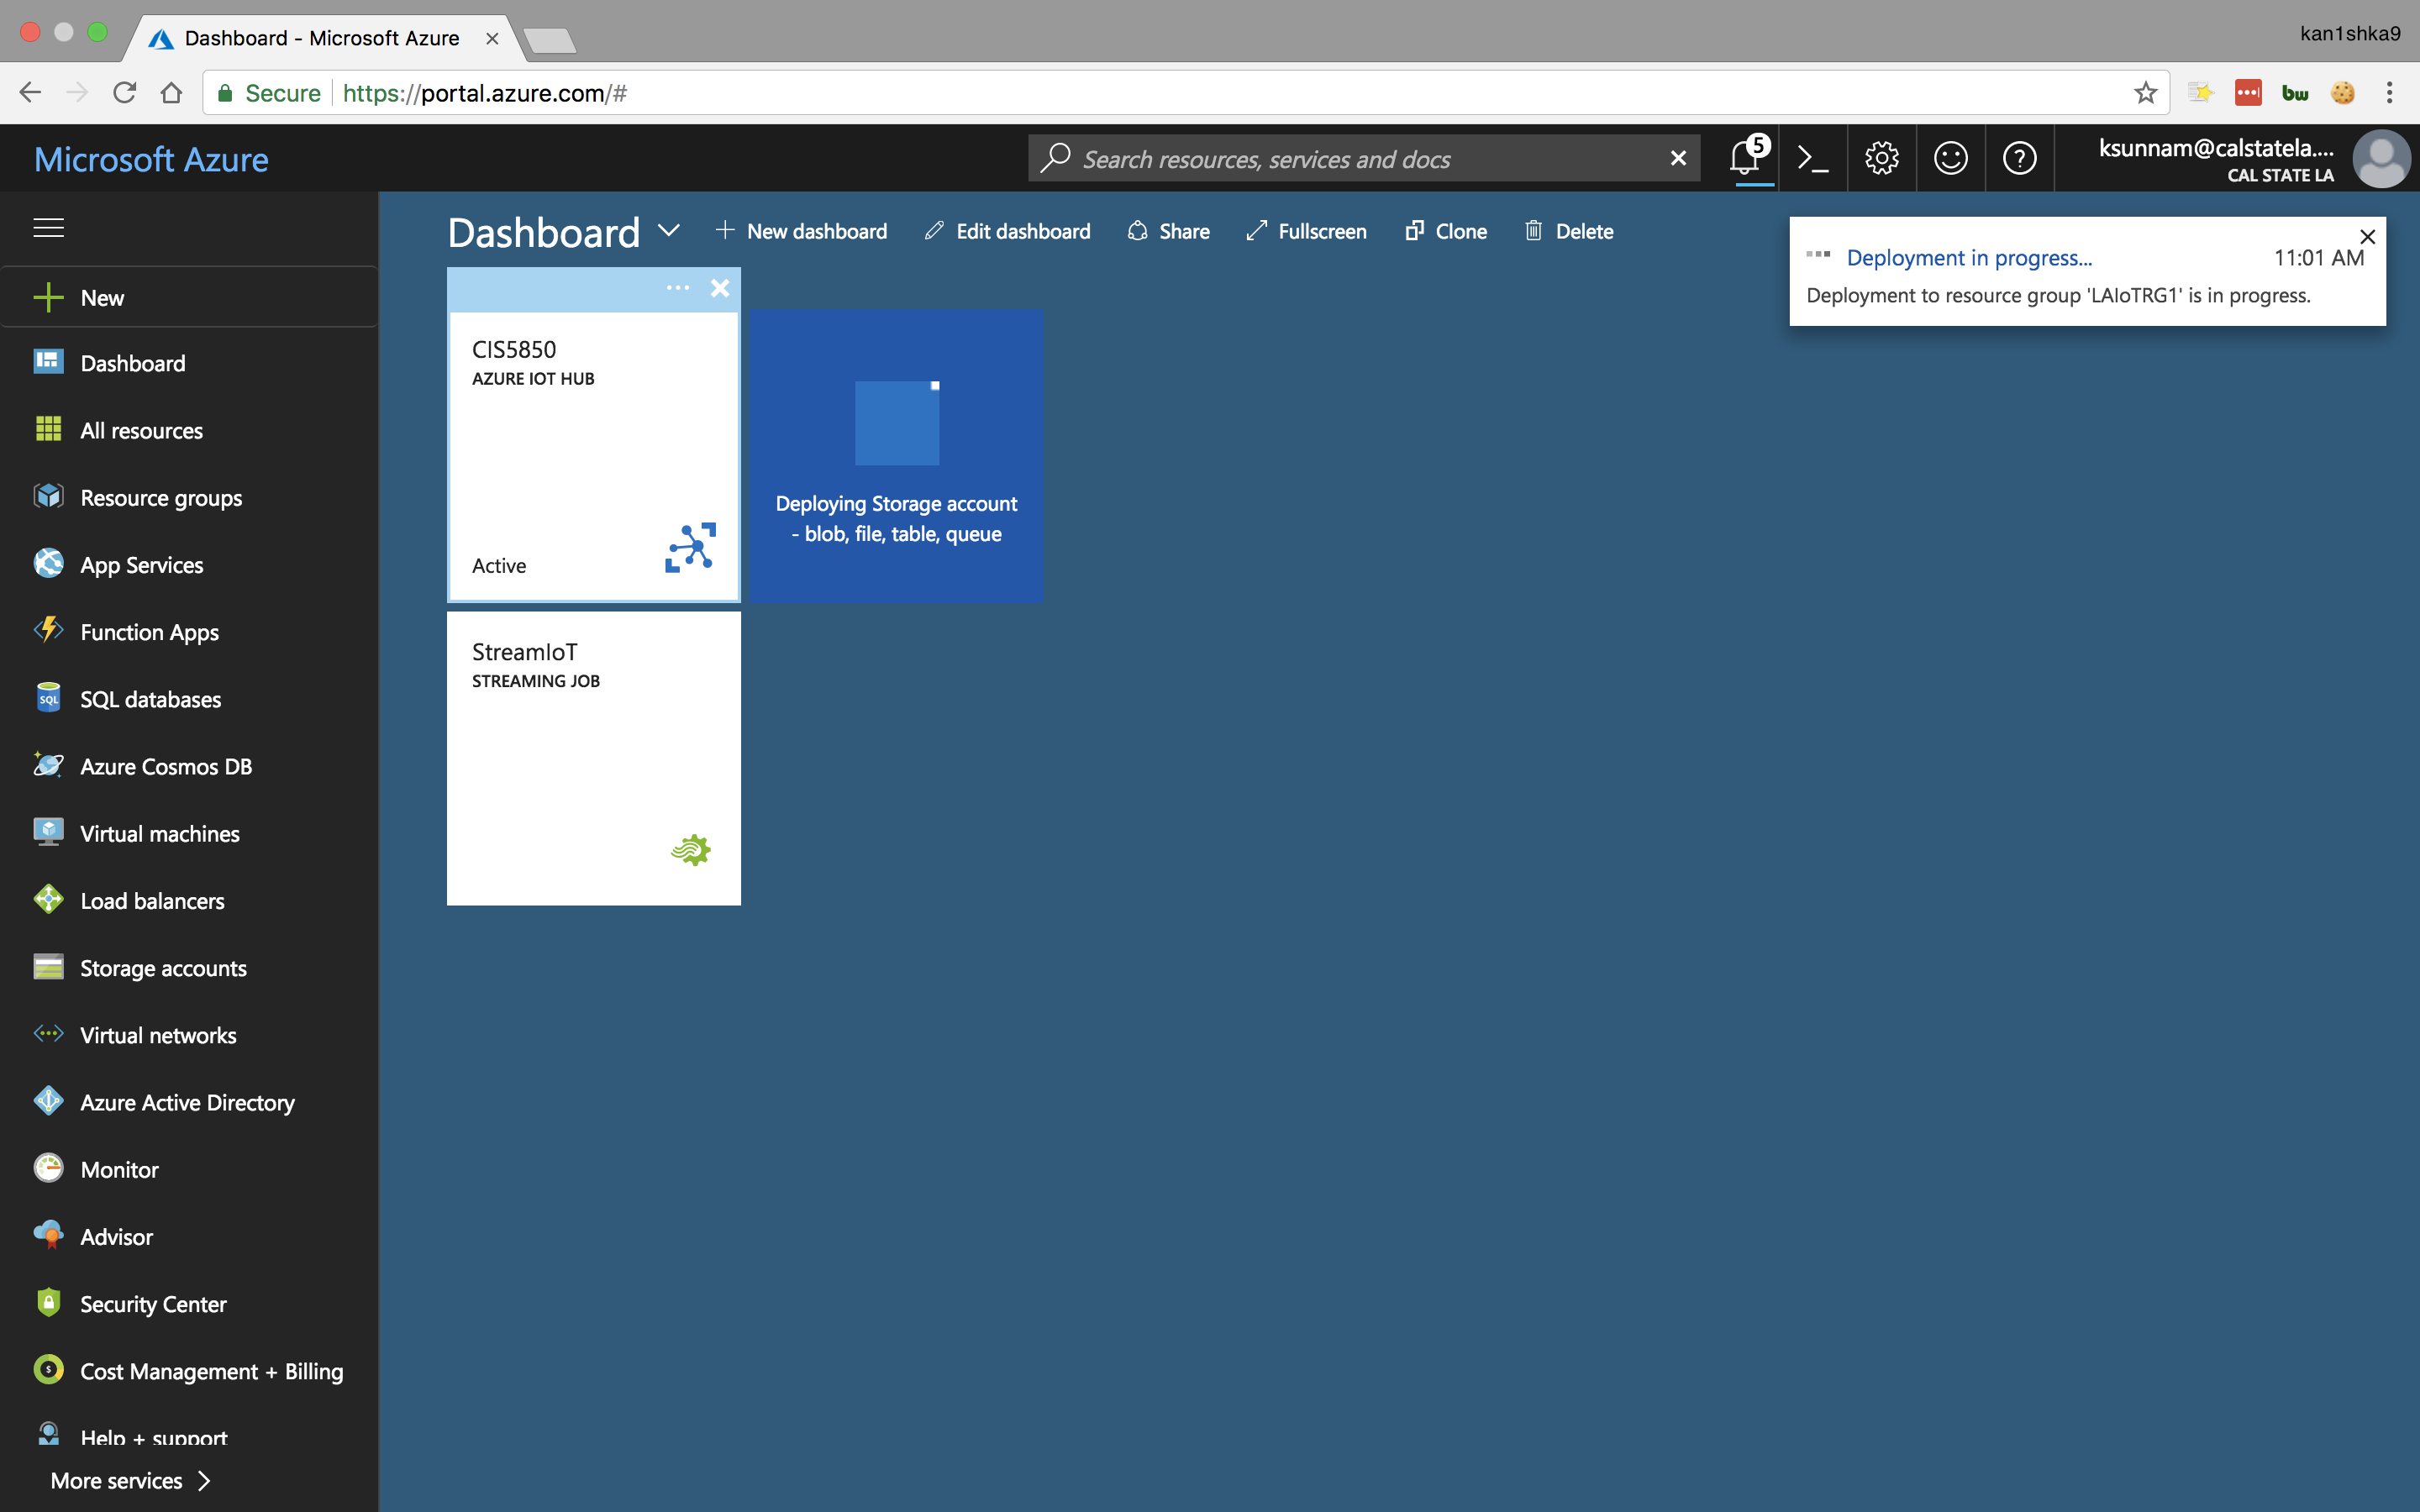 Dashboard - Microsoft Azure
kan1shka9
Secure https://portal.azure.com/#
bw
Microsoft Azure
Search resources, services and docs
5
ksunnam@calstatela....
CAL STATE LA
Dashboard
New dashboard
Edit dashboard
Share
Fullscreen
Clone
Delete
Deployment in progress...
11:01 AM
Deployment to resource group 'LAIoTRG1' is in progress.
New
Dashboard
All resources
Resource groups
App Services
Function Apps
SQL
SQL databases
Azure Cosmos DB
Virtual machines
Load balancers
Storage accounts
Virtual networks
Azure Active Directory
Monitor
Advisor
Security Center
Cost Management + Billing
Help + support
More services
CIS5850
AZURE IOT HUB
Active
Deploying Storage account
- blob, file, table, queue
StreamIoT
STREAMING JOB